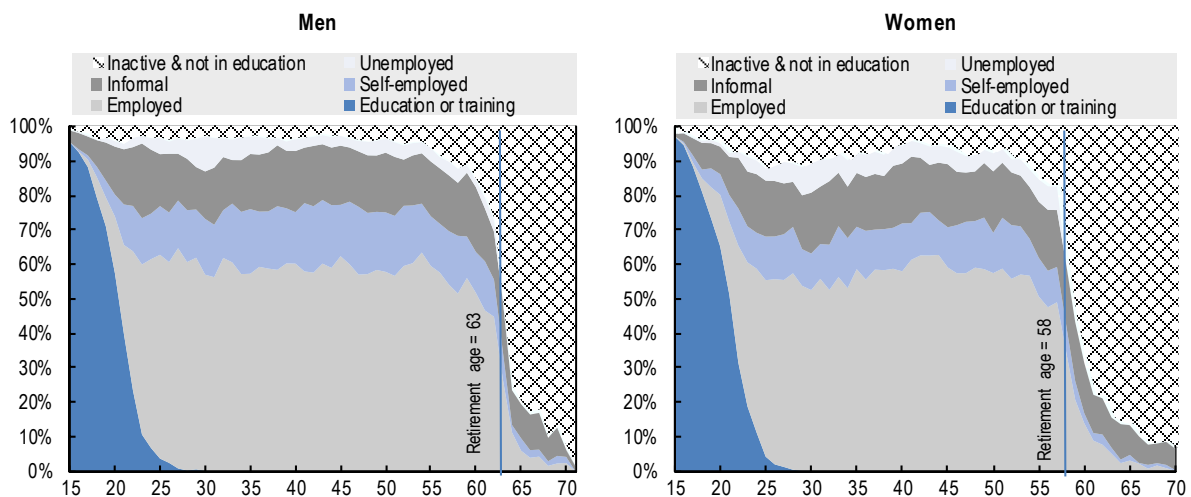 Men
Inactive & not in education Unemployed
Informal Self-employed
Employed Education or training
100%
90%
80%
70%
60%
50%
40%
30%
20%
10%
0%
Retirement age = 63
15 20 25 30 35 40 45 50 55 60 65 70
Women
Inactive & not in education Unemployed
Informal Self-employed
Employed Education or training
100%
90%
80%
70%
60%
50%
40%
30%
20%
10%
0%
Retirement age = 58
15 20 25 30 35 40 45 50 55 60 65 70